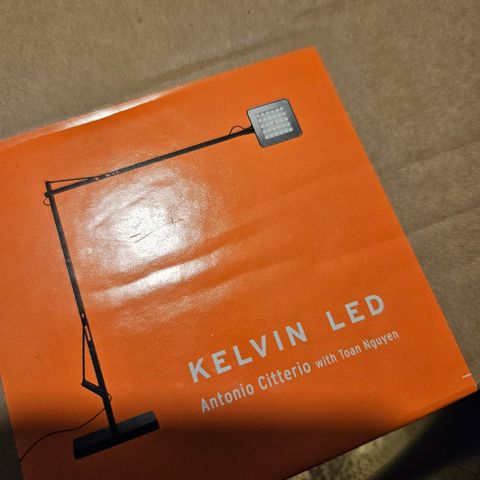 KELVIN LED
Antonio Citterio with Toan Nguyen